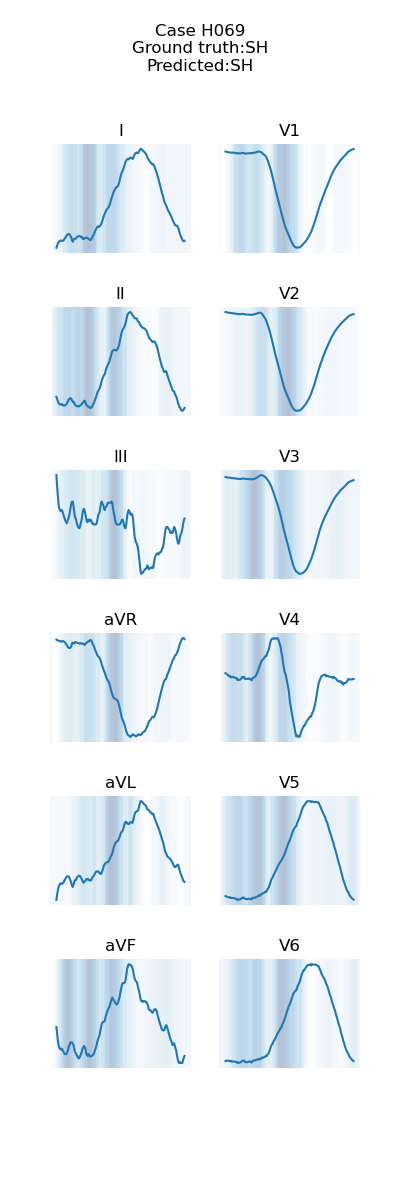 Case H069
Ground truth:SH
Predicted:SH
I
V1
II
V2
III
V3
aVR
V4
aVL
V5
aVF
V6